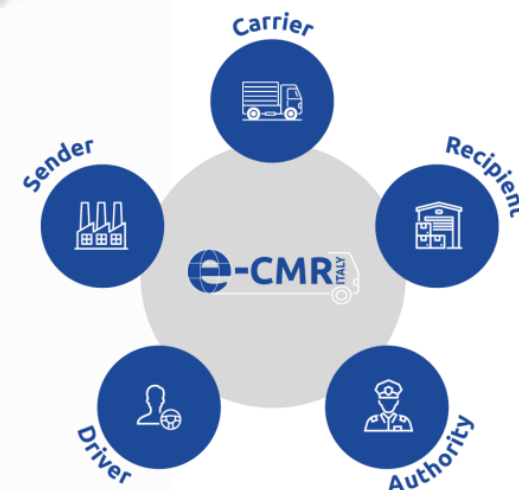 Carrier
Sender
Recipient
e-CMR ITALY
Driver
Authority